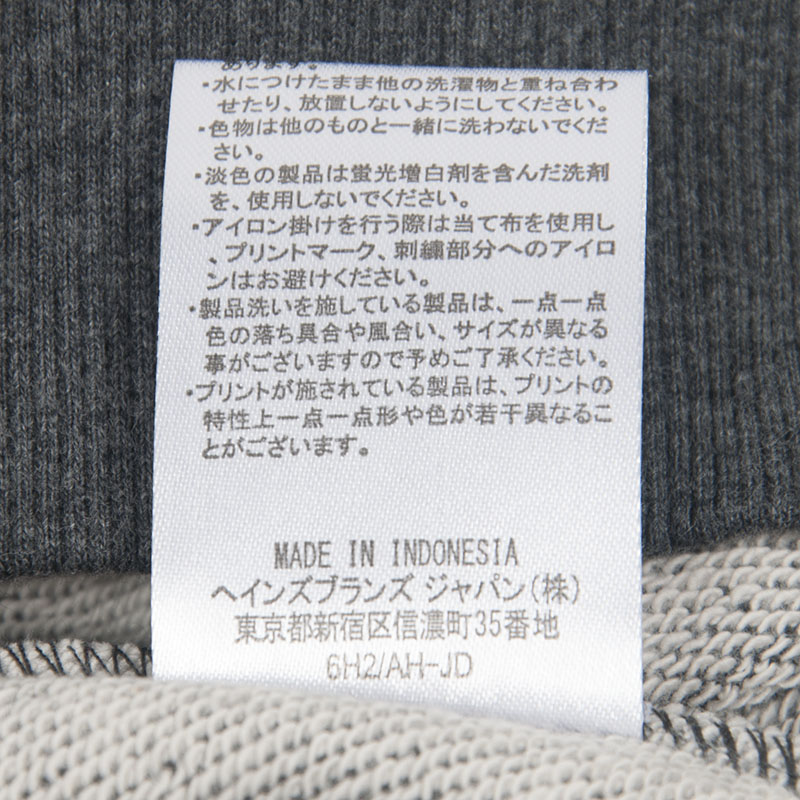 あります。
・水につけたまま他の洗濯物と重ね合わ
せたり、放置しないようにしてください。
・色物は他のものと一緒に洗わないでくだ
さい。
・淡色の製品は蛍光増白剤を含んだ洗剤
を、使用しないでください。
・アイロン掛けを行う際は当て布を使用し
、プリントマーク、刺繍部分へのアイロ
ンはお避けください。
・製品洗いを施している製品は、一点一点
色の落ち具合や風合い、サイズが異なる
事がございますので予めご了承ください。
・プリントが施されている製品は、プリントの
特性上一点一点形や色が若干異なるこ
とがございます。
MADE IN INDONESIA
ヘインズブランズ ジャパン(株)
東京都新宿区信濃町35番地
6H2/AH-JD